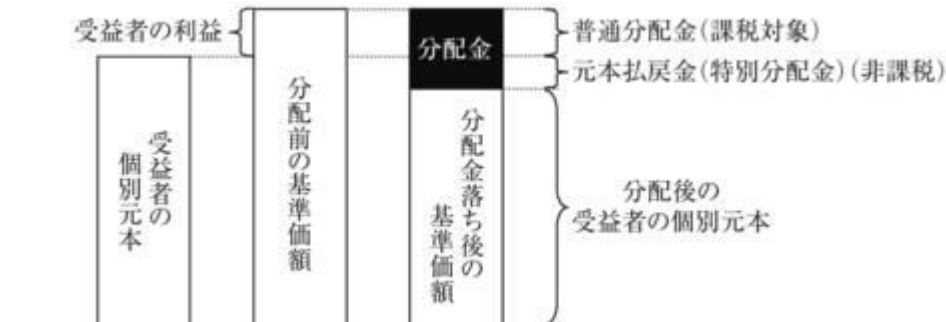 受益者の利益
分配金
普通分配金(課税対象)
元本払戻金(特別分配金)(非課税)
受益者の
個別元本
分配前の基準価額
分配金落ち後の
基準価額
分配後の
受益者の個別元本